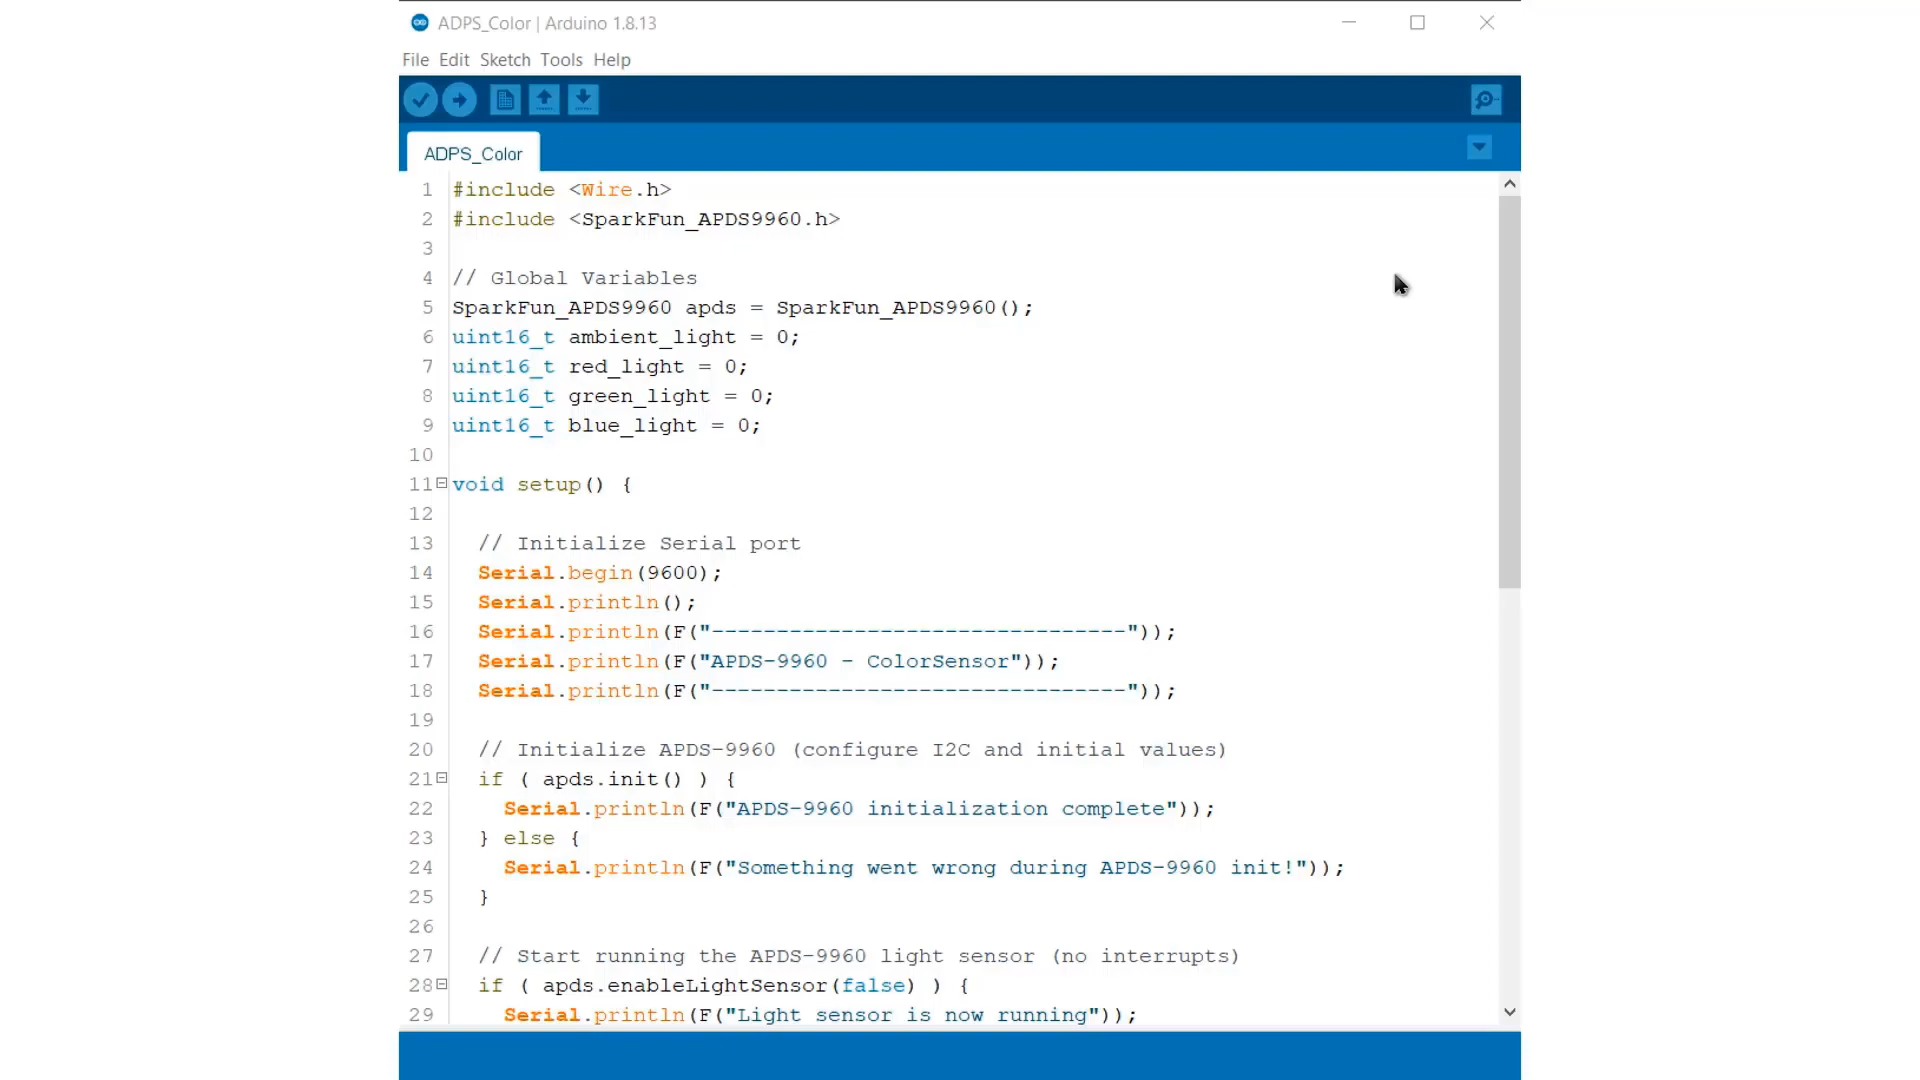 ADPS_Color | Arduino 1.8.13
File Edit Sketch Tools Help
ADPS_Color
1 #include <Wire.h>
2 #include <SparkFun_APDS9960.h>
3
4 // Global Variables
5 SparkFun_APDS9960 apds = SparkFun_APDS9960();
6 uint16_t ambient_light = 0;
7 uint16_t red_light = 0;
8 uint16_t green_light = 0;
9 uint16_t blue_light = 0;
10
11 void setup() {
12
13 // Initialize Serial port
14 Serial.begin(9600);
15 Serial.println();
16 Serial.println(F("--------------------------------"));
17 Serial.println(F("APDS-9960 - ColorSensor"));
18 Serial.println(F("--------------------------------"));
19
20 // Initialize APDS-9960 (configure I2C and initial values)
21 if ( apds.init() ) {
22 Serial.println(F("APDS-9960 initialization complete"));
23 } else {
24 Serial.println(F("Something went wrong during APDS-9960 init!"));
25 }
26
27 // Start running the APDS-9960 light sensor (no interrupts)
28 if ( apds.enableLightSensor(false) ) {
29 Serial.println(F("Light sensor is now running"));